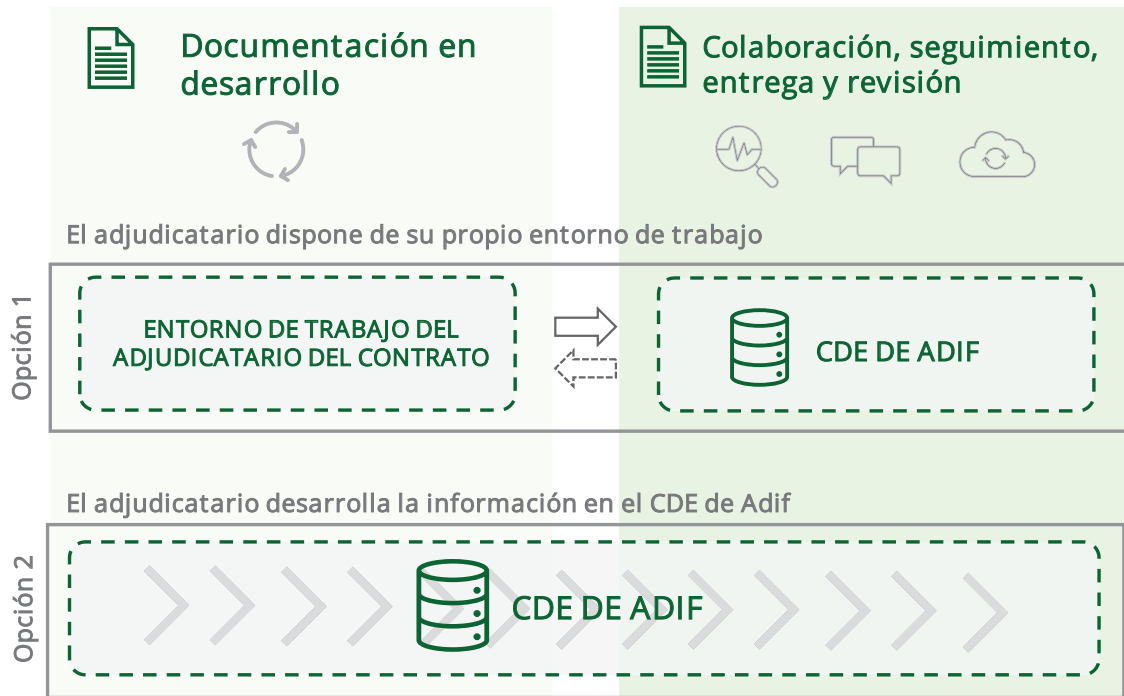 Documentación en
desarrollo
Colaboración, seguimiento,
entrega y revisión
El adjudicatario dispone de su propio entorno de trabajo
Opción 1
ENTORNO DE TRABAJO DEL
ADJUDICATARIO DEL CONTRATO
CDE DE ADIF
El adjudicatario desarrolla la información en el CDE de Adif
Opción 2
CDE DE ADIF